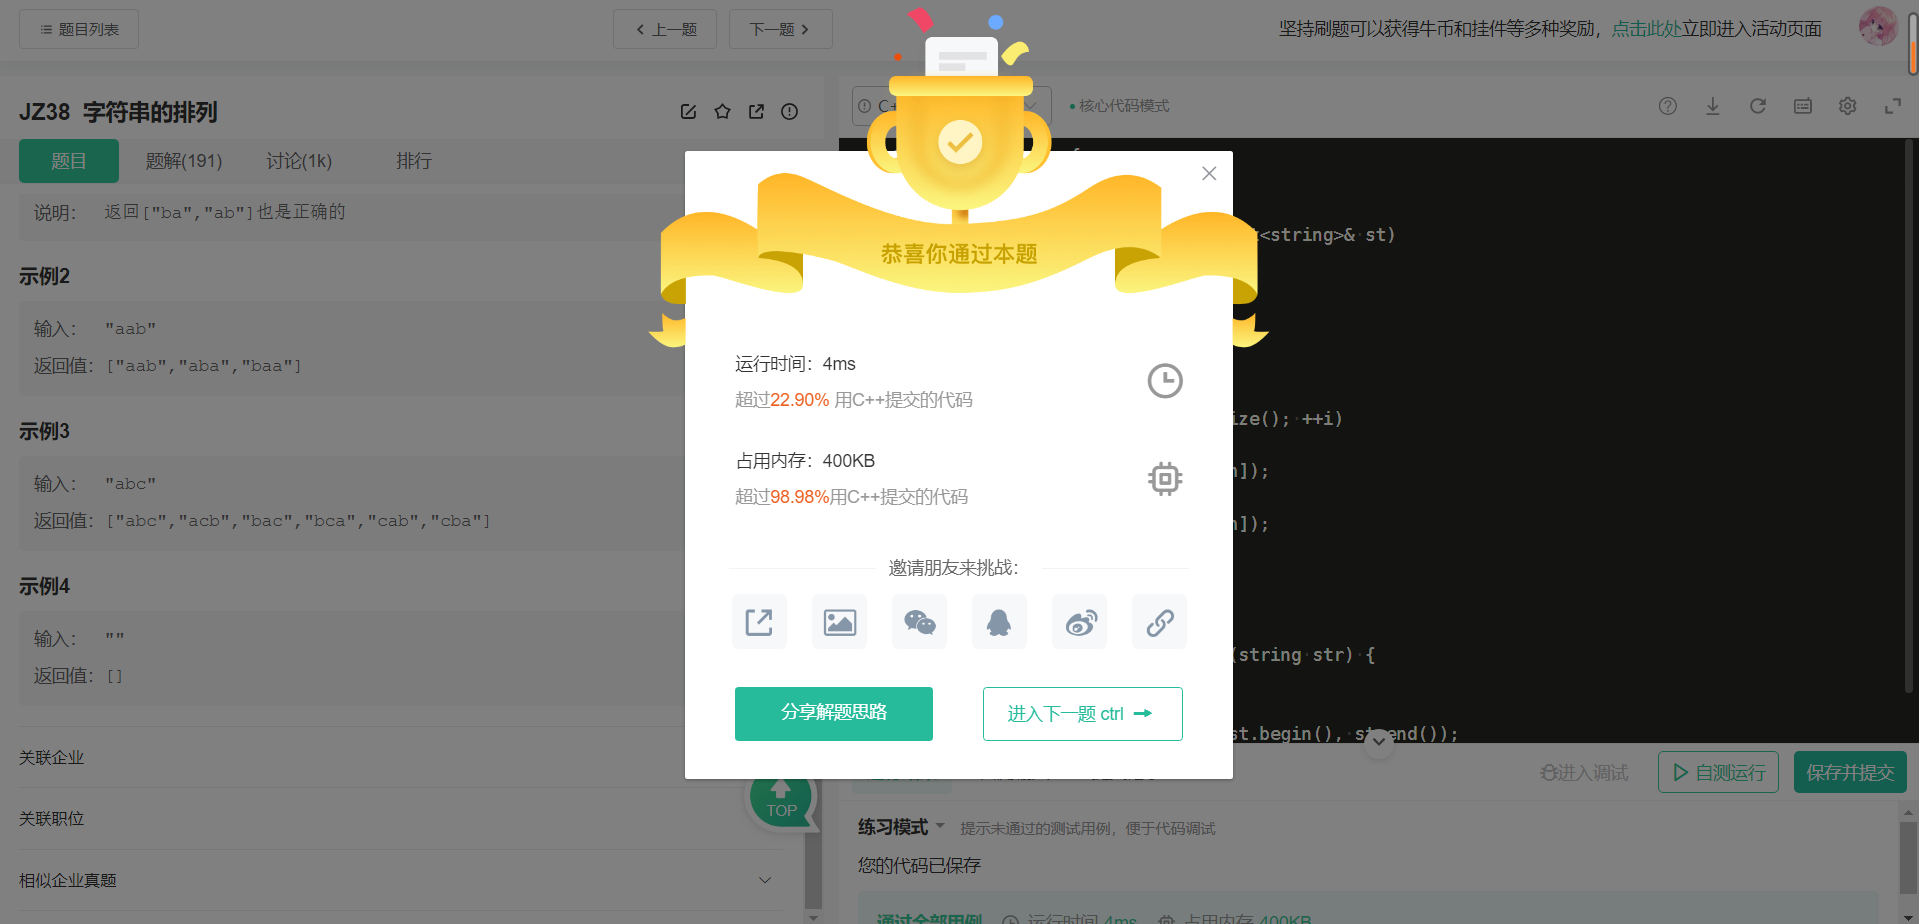 题目列表
上一题
下一题
坚持刷题可以获得牛币和挂件等多种奖励，点击此处立即进入活动页面
JZ38 字符串的排列
C+
核心代码模式
题目
题解(191)
讨论(1k)
排行
说明： 返回["ba","ab"]也是正确的
示例2
输入： "aab"
返回值：["aab","aba","baa"]
示例3
输入： "abc"
返回值：["abc","acb","bac","bca","cab","cba"]
示例4
输入： ""
返回值：[]
关联企业
关联职位
相似企业真题
TOP
恭喜你通过本题
运行时间：4ms
超过22.90% 用C++提交的代码
占用内存：400KB
超过98.98%用C++提交的代码
邀请朋友来挑战：
分享解题思路
进入下一题 ctrl
<string>& st)
ize(); ++i)
]);
]);
(string str) {
st.begin(), st.end());
进入调试
自测运行
保存并提交
练习模式
提示未通过的测试用例，便于代码调试
您的代码已保存
通过全部用例
运行时间 4ms
占用内存 400KB